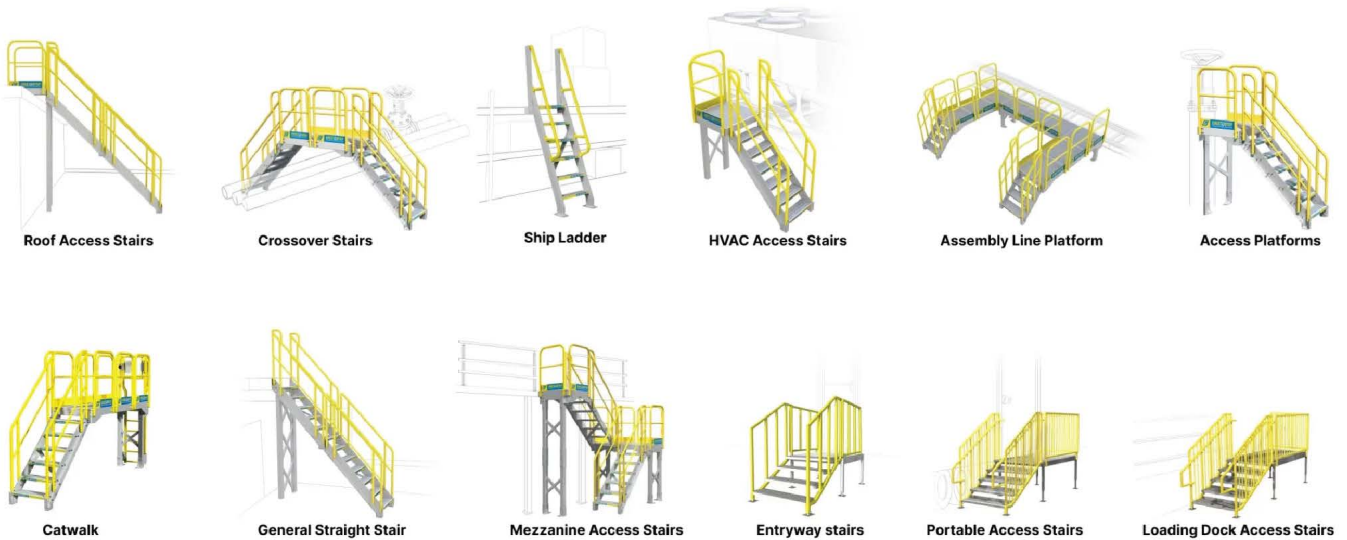 Roof Access Stairs
Crossover Stairs
Ship Ladder
HVAC Access Stairs
Assembly Line Platform
Access Platforms
Catwalk
General Straight Stair
Mezzanine Access Stairs
Entryway stairs
Portable Access Stairs
Loading Dock Access Stairs